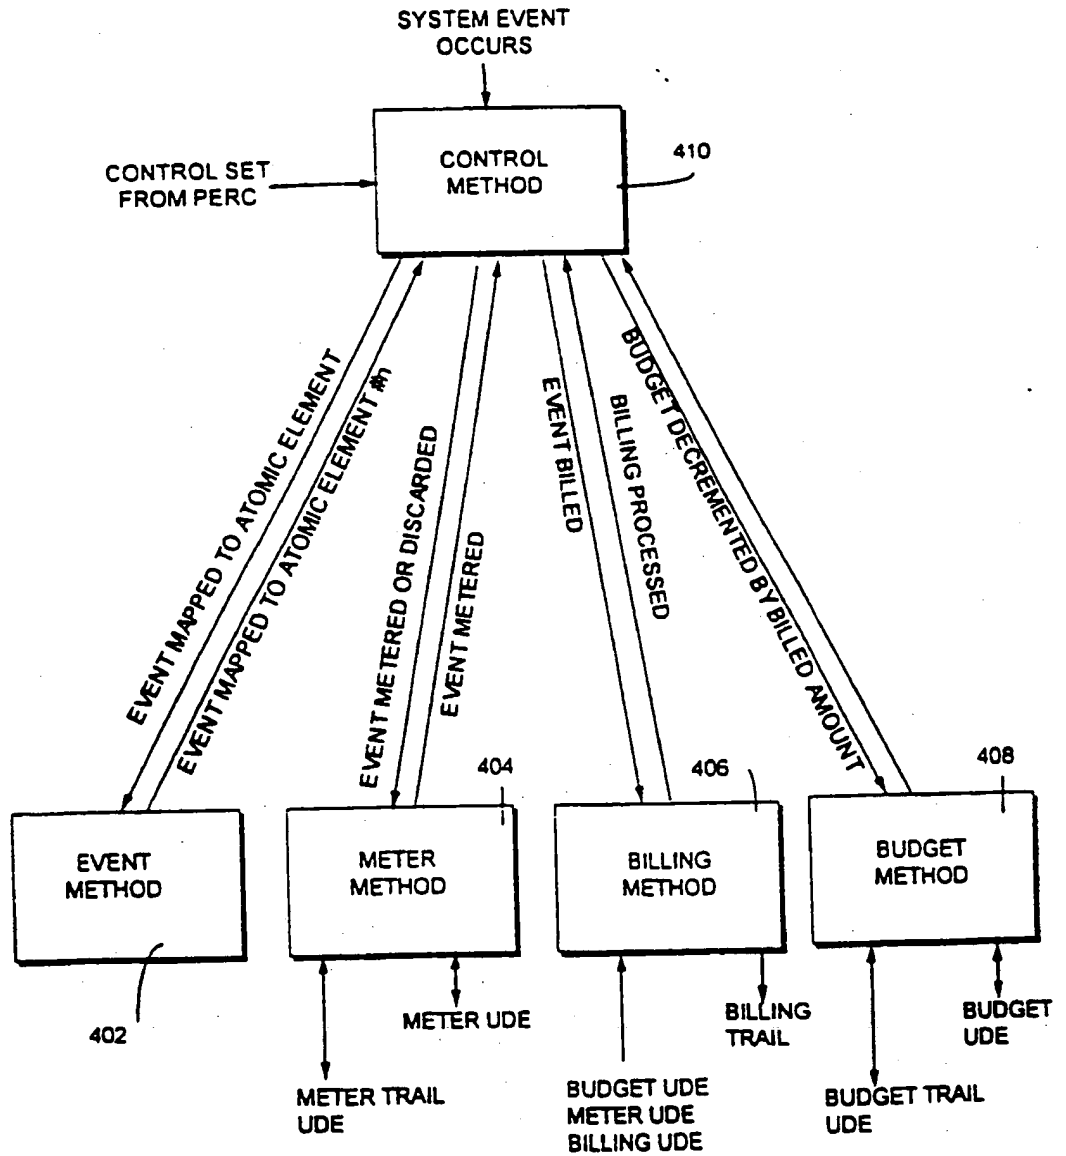 SYSTEM EVENT
OCCURS
CONTROL
METHOD
410
CONTROL SET
FROM PERC
EVENT MAPPED TO ATOMIC ELEMENT
EVENT MAPPED TO ATOMIC ELEMENT #n
EVENT METERED OR DISCARDED
EVENT METERED
EVENT BILLED
BILLING PROCESSED
BUDGET DECREMENTED BY BILLED AMOUNT
404
406
408
EVENT
METHOD
METER
METHOD
BILLING
METHOD
BUDGET
METHOD
402
METER UDE
METER TRAIL
UDE
BILLING
TRAIL
BUDGET UDE
METER UDE
BILLING UDE
BUDGET
UDE
BUDGET TRAIL
UDE